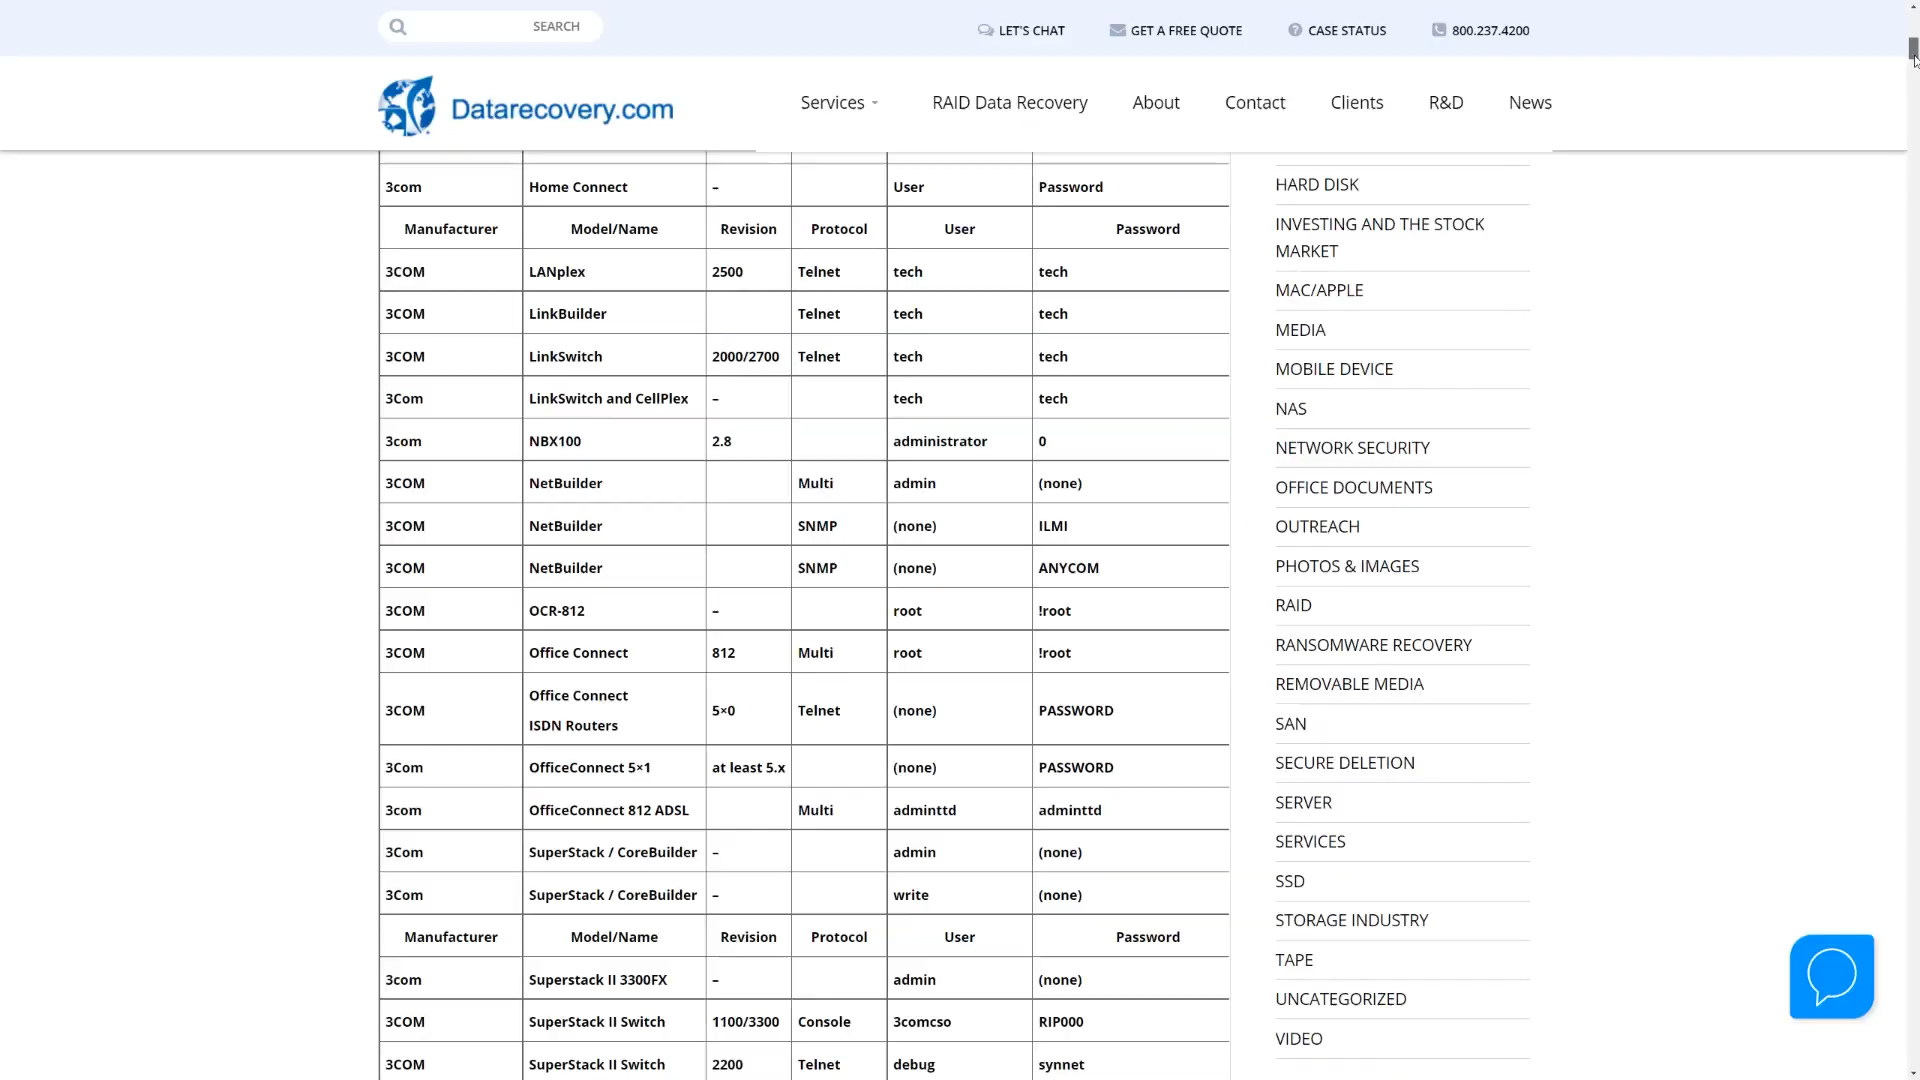 SEARCH
LET'S CHAT
GET A FREE QUOTE
CASE STATUS
800.237.4200
Datarecovery.com
Services
RAID Data Recovery
About
Contact
Clients
R&D
News
3com Home Connect – User Password
Manufacturer Model/Name Revision Protocol User Password
3COM LANplex 2500 Telnet tech tech
3COM LinkBuilder Telnet tech tech
3COM LinkSwitch 2000/2700 Telnet tech tech
3Com LinkSwitch and CellPlex – tech tech
3com NBX100 2.8 administrator 0
3COM NetBuilder Multi admin (none)
3COM NetBuilder SNMP (none) ILMI
3COM NetBuilder SNMP (none) ANYCOM
3COM OCR-812 – root !root
3COM Office Connect 812 Multi root !root
3COM Office Connect 5×0 Telnet (none) PASSWORD
ISDN Routers
3Com OfficeConnect 5×1 at least 5.x (none) PASSWORD
3com OfficeConnect 812 ADSL Multi adminttd adminttd
3Com SuperStack / CoreBuilder – admin (none)
3Com SuperStack / CoreBuilder – write (none)
Manufacturer Model/Name Revision Protocol User Password
3com Superstack II 3300FX – admin (none)
3COM SuperStack II Switch 1100/3300 Console 3comcso RIP000
3COM SuperStack II Switch 2200 Telnet debug synnet
HARD DISK
INVESTING AND THE STOCK
MARKET
MAC/APPLE
MEDIA
MOBILE DEVICE
NAS
NETWORK SECURITY
OFFICE DOCUMENTS
OUTREACH
PHOTOS & IMAGES
RAID
RANSOMWARE RECOVERY
REMOVABLE MEDIA
SAN
SECURE DELETION
SERVER
SERVICES
SSD
STORAGE INDUSTRY
TAPE
UNCATEGORIZED
VIDEO